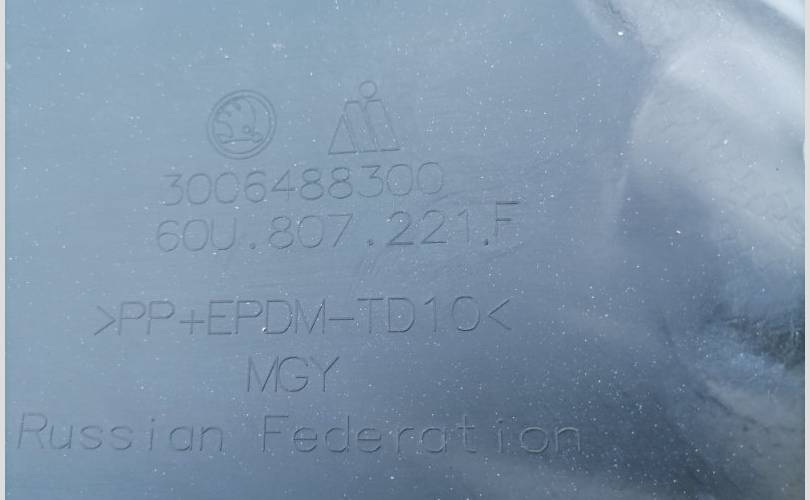 3006488300
60U.807.221.F
>PP+EPDM-TD10<
MGY
Russian Federation